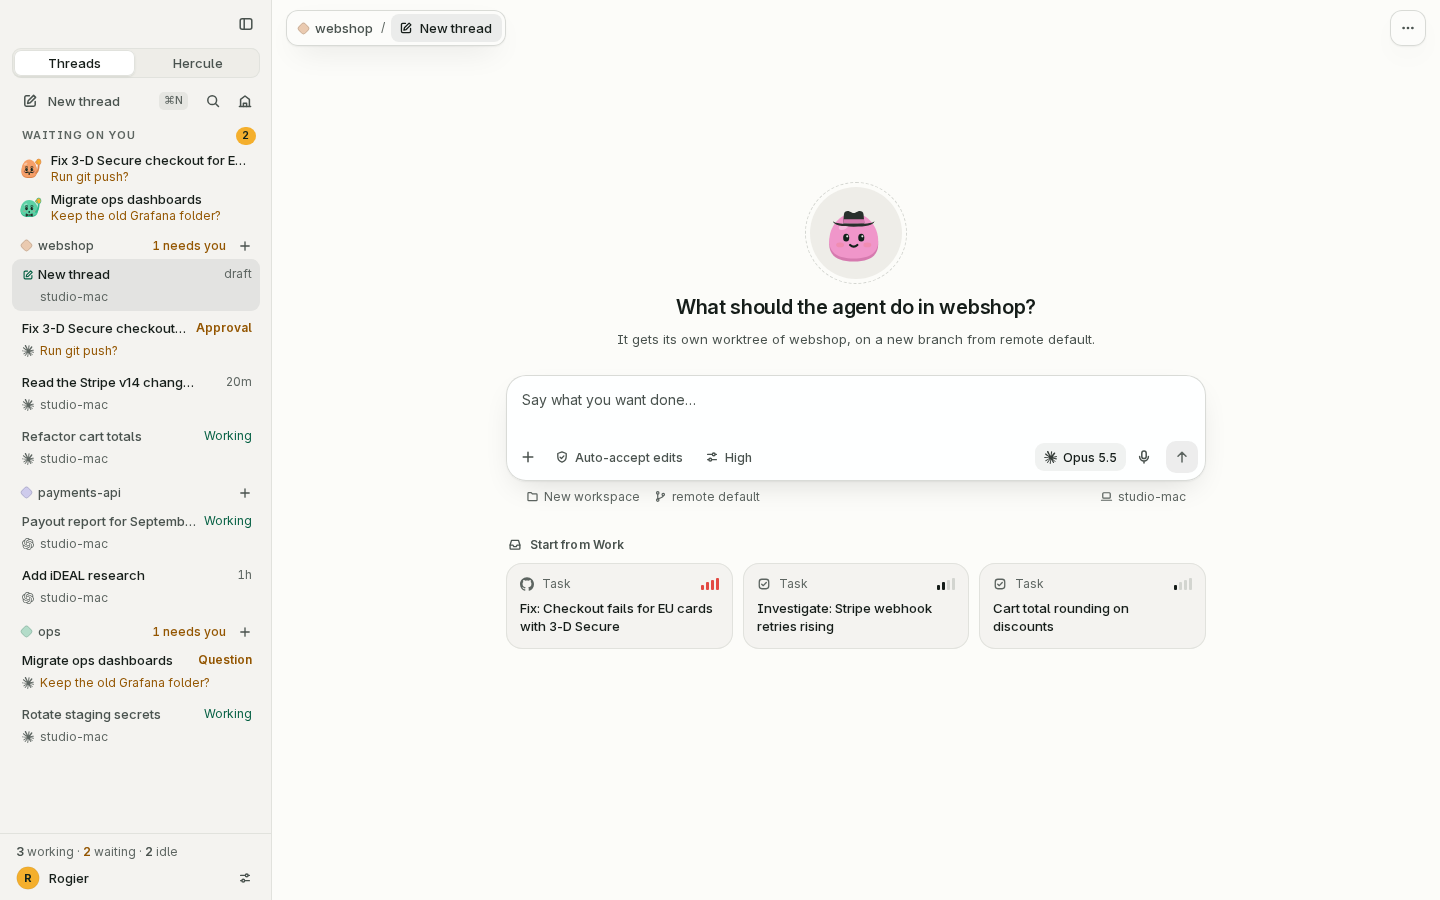 Threads
Hercule
New thread
⌘N
WAITING ON YOU
2
Fix 3-D Secure checkout for E…
Run git push?
Migrate ops dashboards
Keep the old Grafana folder?
webshop
1 needs you
New thread
draft
studio-mac
Fix 3-D Secure checkout…
Approval
Run git push?
Read the Stripe v14 chang…
20m
studio-mac
Refactor cart totals
Working
studio-mac
payments-api
Payout report for Septemb…
Working
studio-mac
Add iDEAL research
1h
studio-mac
ops
1 needs you
Migrate ops dashboards
Question
Keep the old Grafana folder?
Rotate staging secrets
Working
studio-mac
3 working · 2 waiting · 2 idle
R
Rogier
webshop / New thread
What should the agent do in webshop?
It gets its own worktree of webshop, on a new branch from remote default.
Say what you want done…
Auto-accept edits
High
Opus 5.5
New workspace
remote default
studio-mac
Start from Work
Task
Fix: Checkout fails for EU cards
with 3-D Secure
Task
Investigate: Stripe webhook
retries rising
Task
Cart total rounding on
discounts